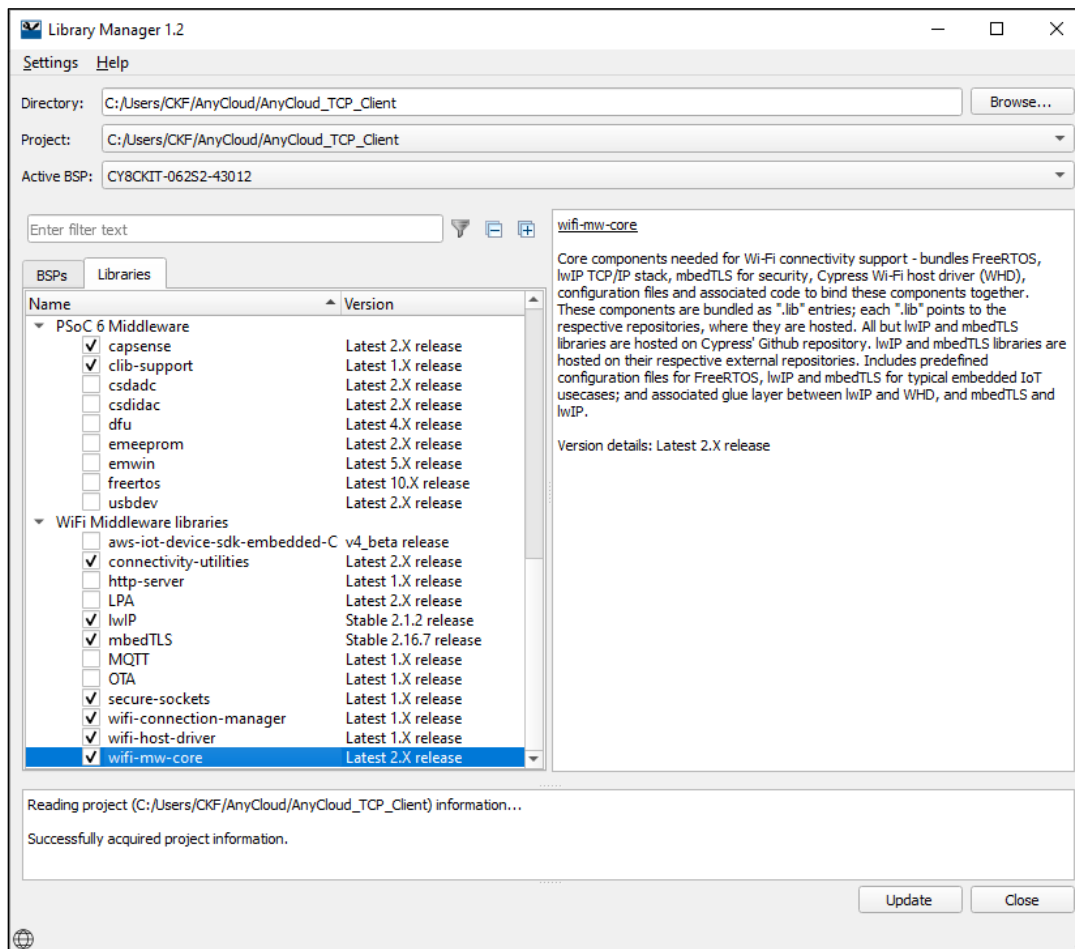 Library Manager 1.2
Settings Help
Directory: C:/Users/CKF/AnyCloud/AnyCloud_TCP_Client Browse...
Project: C:/Users/CKF/AnyCloud/AnyCloud_TCP_Client
Active BSP: CY8CKIT-062S2-43012
Enter filter text
BSPs Libraries
Name Version
PSoC 6 Middleware
capsense Latest 2.X release
clib-support Latest 1.X release
csdadc Latest 2.X release
csdidac Latest 2.X release
dfu Latest 4.X release
emeeprom Latest 2.X release
emwin Latest 5.X release
freertos Latest 10.X release
usbdev Latest 2.X release
WiFi Middleware libraries
aws-iot-device-sdk-embedded-C v4_beta release
connectivity-utilities Latest 2.X release
http-server Latest 1.X release
LPA Latest 2.X release
lwIP Stable 2.1.2 release
mbedTLS Stable 2.16.7 release
MQTT Latest 1.X release
OTA Latest 1.X release
secure-sockets Latest 1.X release
wifi-connection-manager Latest 1.X release
wifi-host-driver Latest 1.X release
wifi-mw-core Latest 2.X release
wifi-mw-core
Core components needed for Wi-Fi connectivity support - bundles FreeRTOS,
lwIP TCP/IP stack, mbedTLS for security, Cypress Wi-Fi host driver (WHD),
configuration files and associated code to bind these components together.
These components are bundled as ".lib" entries; each ".lib" points to the
respective repositories, where they are hosted. All but lwIP and mbedTLS
libraries are hosted on Cypress' Github repository. lwIP and mbedTLS libraries are
hosted on their respective external repositories. Includes predefined
configuration files for FreeRTOS, lwIP and mbedTLS for typical embedded IoT
usecases; and associated glue layer between lwIP and WHD, and mbedTLS and
lwIP.
Version details: Latest 2.X release
Reading project (C:/Users/CKF/AnyCloud/AnyCloud_TCP_Client) information...
Successfully acquired project information.
Update Close